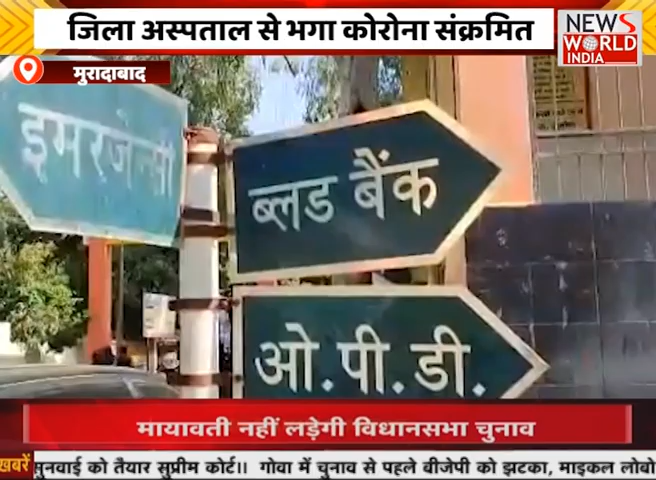 जिला अस्पताल से भगा कोरोना संक्रमित
NEWS
WORLD
INDIA
मुरादाबाद
इमरजेन्सी
ब्लड बैंक
ओ.पी.डी.
मायावती नहीं लड़ेगी विधानसभा चुनाव
खबरें सुनवाई को तैयार सुप्रीम कोर्ट।। गोवा में चुनाव से पहले बीजेपी को झटका, माइकल लोबो